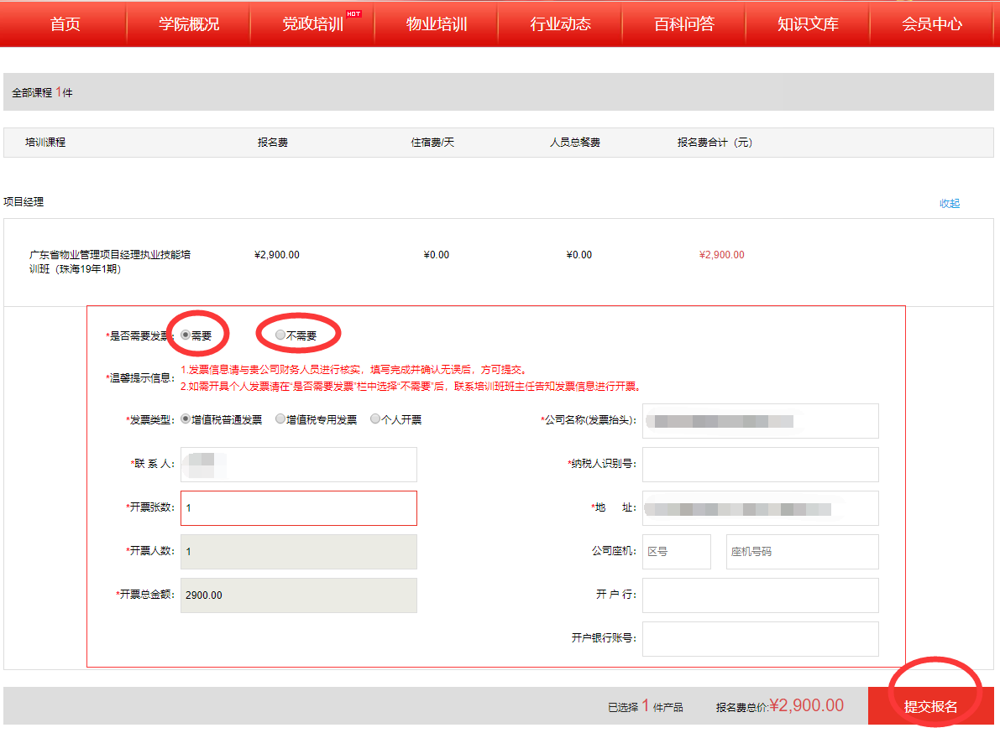 首页 学院概况 党政培训 HOT 物业培训 行业动态 百科问答 知识文库 会员中心
全部课程 1件
培训课程 报名费 住宿费/天 人员总餐费 报名费合计（元）
项目经理 收起
广东省物业管理项目经理执业技能培 ¥2,900.00 ¥0.00 ¥0.00 ¥2,900.00
训班（珠海19年1期）
*是否需要发票: 需要 不需要
*温馨提示信息: 1.发票信息请与贵公司财务人员进行核实，填写完成并确认无误后，方可提交。
2.如需开具个人发票请在"是否需要发票"栏中选择"不需要"后，联系培训班班主任告知发票信息进行开票。
*发票类型: 增值税普通发票 增值税专用发票 个人开票 *公司名称(发票抬头):
*联 系 人: *纳税人识别号:
*开票张数: 1 *地 址:
*开票人数: 1 公司座机: 区号 座机号码
*开票总金额: 2900.00 开 户 行:
开户银行账号:
已选择 1 件产品 报名费总价:¥2,900.00 提交报名